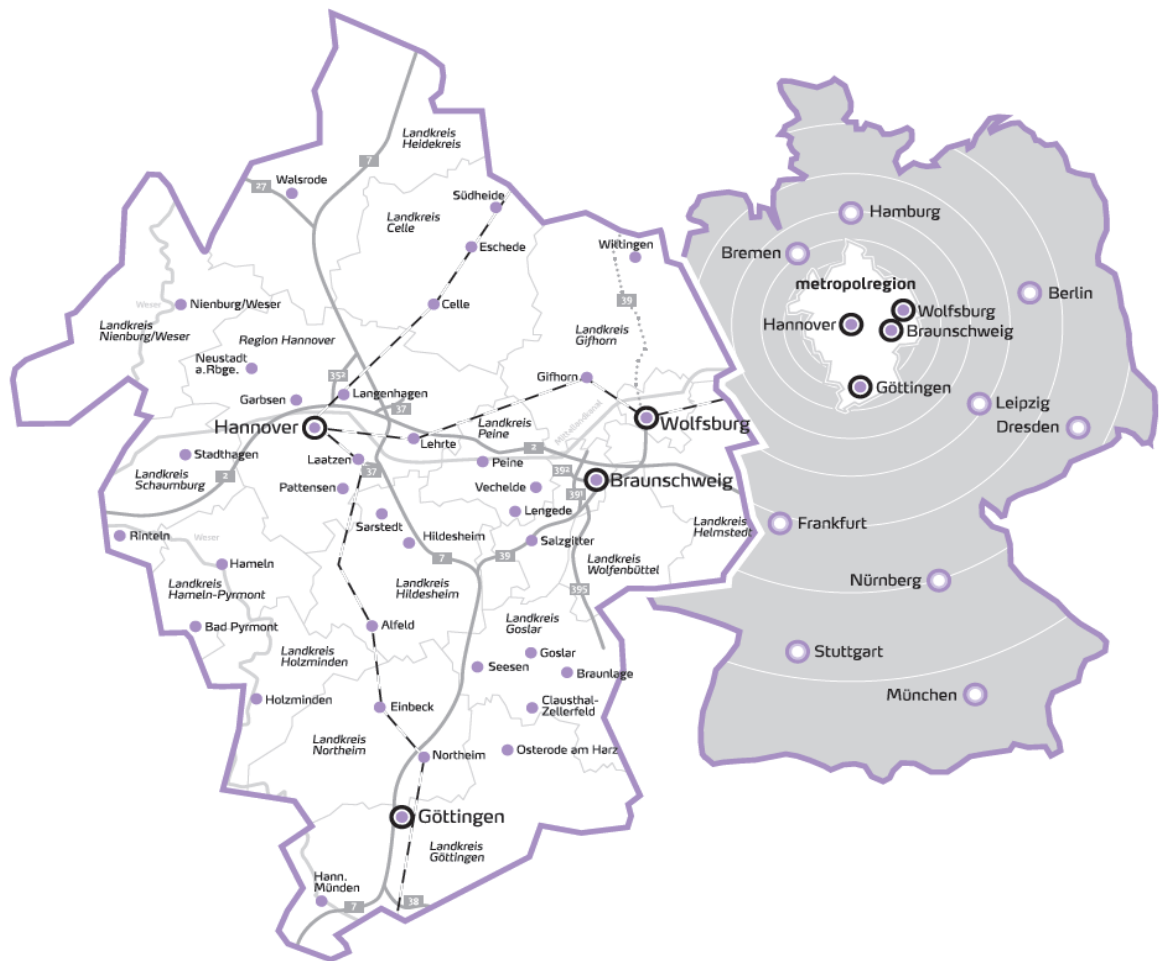 Landkreis
Heidekreis
7
Walsrode
27
Südheide
Landkreis
Celle
Eschede
Wittingen
Weser
Nienburg/Weser
Celle
39
Landkreis
Nienburg/Weser
Region Hannover
Landkreis
Gifhorn
Neustadt
a.Rbge.
35²
Gifhorn
Langenhagen
Garbsen
37
Mittellandkanal
Hannover
Landkreis
Peine
Wolfsburg
Lehrte
2
Stadthagen
Laatzen
37
Peine
39²
Landkreis
Schaumburg
2
Pattensen
Vechelde
Braunschweig
39¹
Sarstedt
Lengede
Landkreis
Helmstedt
Rinteln
Weser
Hildesheim
Salzgitter
7
39
Hameln
Landkreis
Wolfenbüttel
Landkreis
Hameln-Pyrmont
Landkreis
Hildesheim
395
Bad Pyrmont
Alfeld
Landkreis
Goslar
Landkreis
Holzminden
Goslar
Seesen
Braunlage
Holzminden
Einbeck
Clausthal-
Zellerfeld
Landkreis
Northeim
Northeim
Osterode am Harz
Göttingen
Landkreis
Göttingen
Hann.
Münden
7
38
Hamburg
Bremen
metropolregion
Berlin
Wolfsburg
Hannover
Braunschweig
Göttingen
Leipzig
Dresden
Frankfurt
Nürnberg
Stuttgart
München